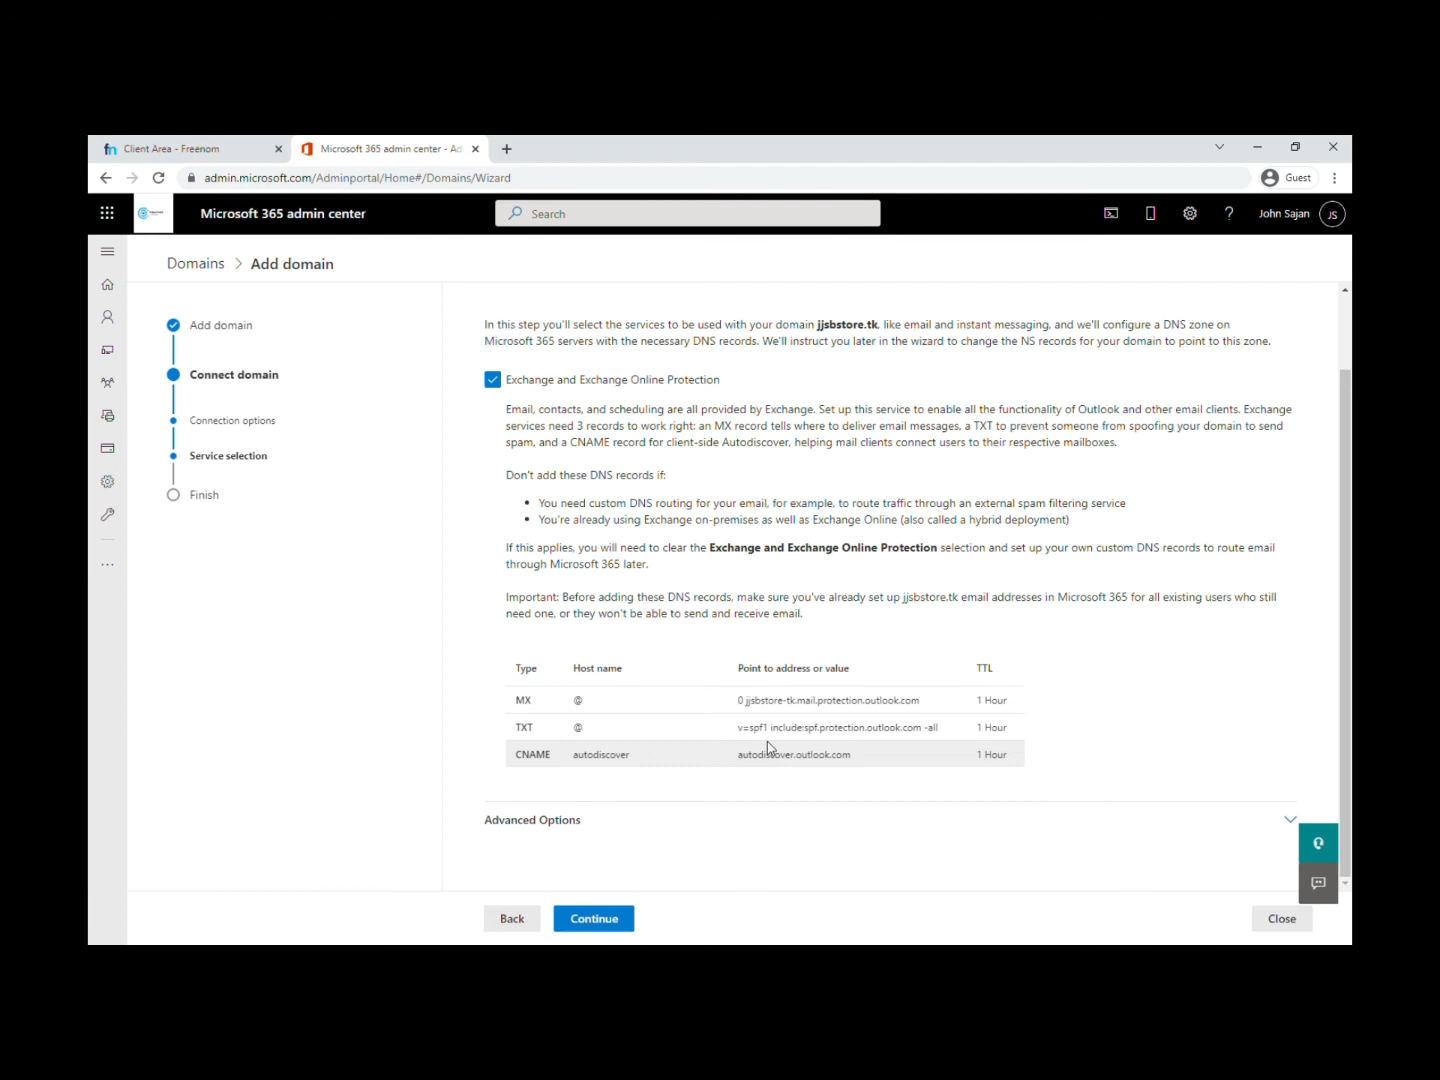 fn Client Area - Freenom
Microsoft 365 admin center - Ad
admin.microsoft.com/Adminportal/Home#/Domains/Wizard
Guest
Microsoft 365 admin center
Search
John Sajan
JS
Domains > Add domain
Add domain
Connect domain
Connection options
Service selection
Finish
In this step you'll select the services to be used with your domain jjsbstore.tk, like email and instant messaging, and we'll configure a DNS zone on
Microsoft 365 servers with the necessary DNS records. We'll instruct you later in the wizard to change the NS records for your domain to point to this zone.
Exchange and Exchange Online Protection
Email, contacts, and scheduling are all provided by Exchange. Set up this service to enable all the functionality of Outlook and other email clients. Exchange
services need 3 records to work right: an MX record tells where to deliver email messages, a TXT to prevent someone from spoofing your domain to send
spam, and a CNAME record for client-side Autodiscover, helping mail clients connect users to their respective mailboxes.
Don't add these DNS records if:
• You need custom DNS routing for your email, for example, to route traffic through an external spam filtering service
• You're already using Exchange on-premises as well as Exchange Online (also called a hybrid deployment)
If this applies, you will need to clear the Exchange and Exchange Online Protection selection and set up your own custom DNS records to route email
through Microsoft 365 later.
Important: Before adding these DNS records, make sure you've already set up jjsbstore.tk email addresses in Microsoft 365 for all existing users who still
need one, or they won't be able to send and receive email.
Type Host name Point to address or value TTL
MX @ 0 jjsbstore-tk.mail.protection.outlook.com 1 Hour
TXT @ v=spf1 include:spf.protection.outlook.com -all 1 Hour
CNAME autodiscover autodiscover.outlook.com 1 Hour
Advanced Options
Back
Continue
Close